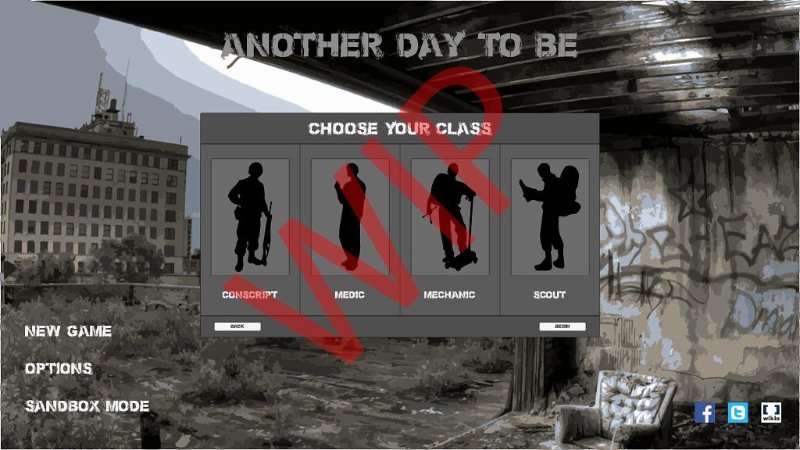 ANOTHER DAY TO BE
CHOOSE YOUR CLASS
WIP
CONSCRIPT
MEDIC
MECHANIC
SCOUT
BACK
BEGIN
NEW GAME
OPTIONS
SANDBOX MODE
f
wikia